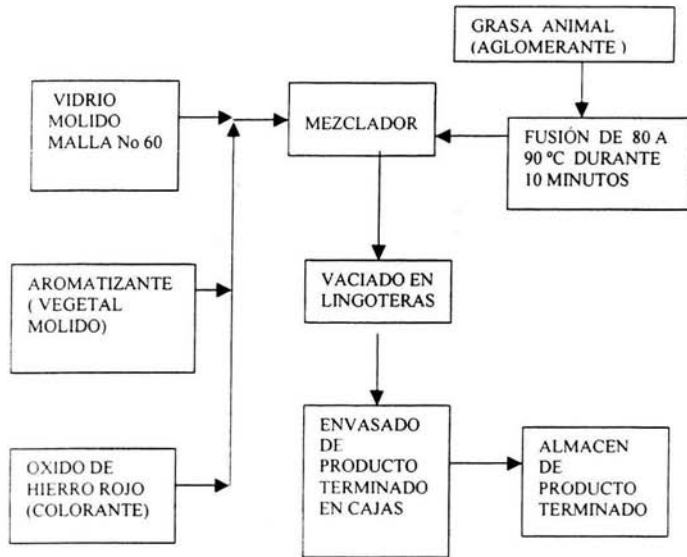 GRASA ANIMAL
(AGLOMERANTE )
VIDRIO
MOLIDO
MALLA No 60
MEZCLADOR
FUSIÓN DE 80 A
90 ºC DURANTE
10 MINUTOS
AROMATIZANTE
( VEGETAL
MOLIDO)
VACIADO EN
LINGOTERAS
OXIDO DE
HIERRO ROJO
(COLORANTE)
ENVASADO
DE
PRODUCTO
TERMINADO
EN CAJAS
ALMACEN
DE
PRODUCTO
TERMINADO